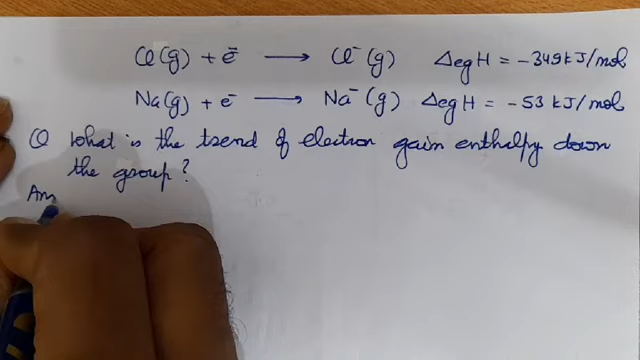 Cl(g) + e⁻ ⟶ Cl⁻(g) ΔegH = -349 kJ/mol
Na(g) + e⁻ ⟶ Na⁻(g) ΔegH = -53 kJ/mol
Q What is the trend of electron gain enthalpy down
the group?
Ans